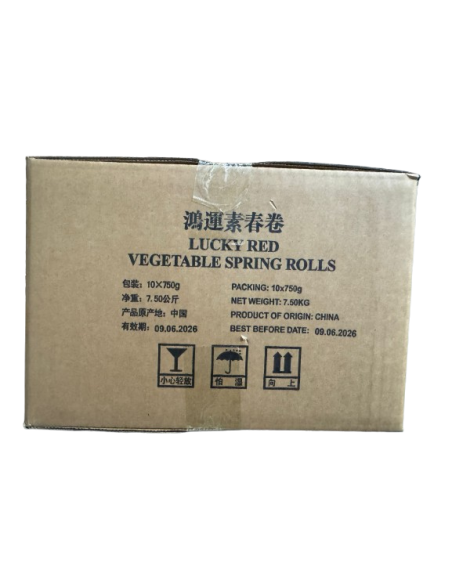 鴻運素春卷
LUCKY RED
VEGETABLE SPRING ROLLS
包装: 10×750g
净重: 7.50公斤
产品原产地: 中国
有效期: 09.06.2026
PACKING: 10x750g
NET WEIGHT: 7.50KG
PRODUCT OF ORIGIN: CHINA
BEST BEFORE DATE: 09.06.2026
小心轻放
怕 湿
向 上